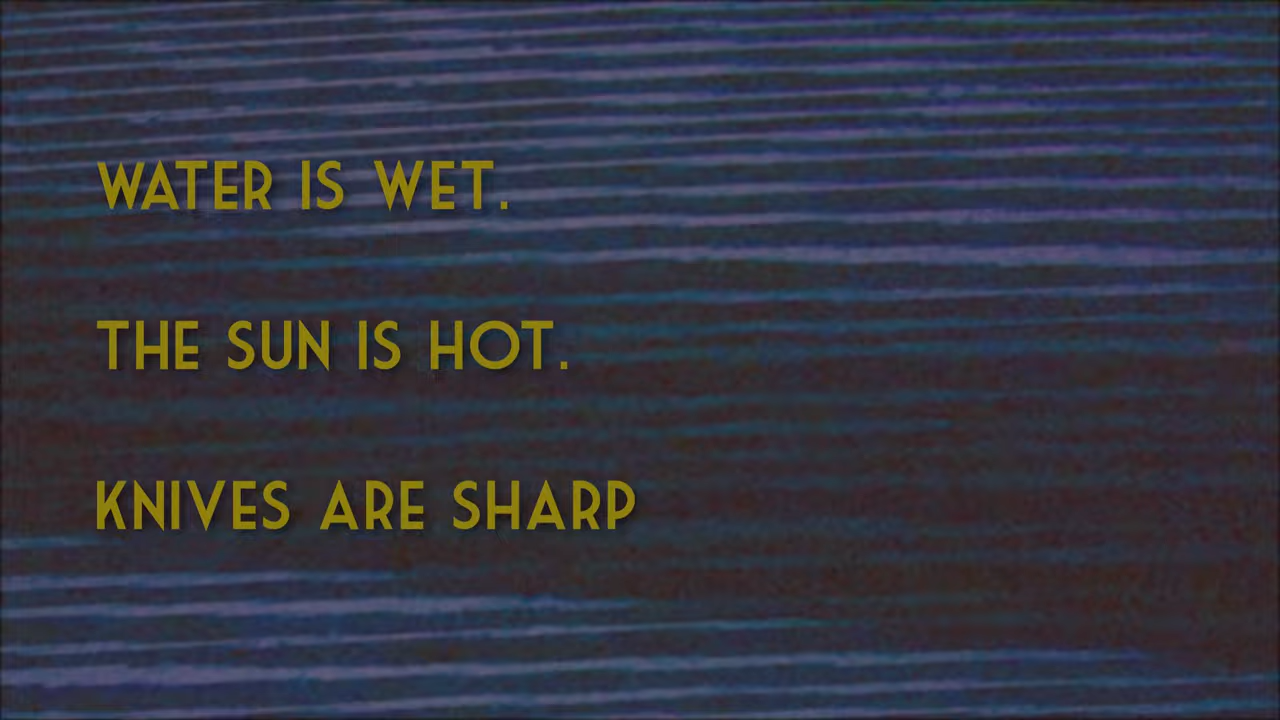 WATER IS WET.
THE SUN IS HOT.
KNIVES ARE SHARP